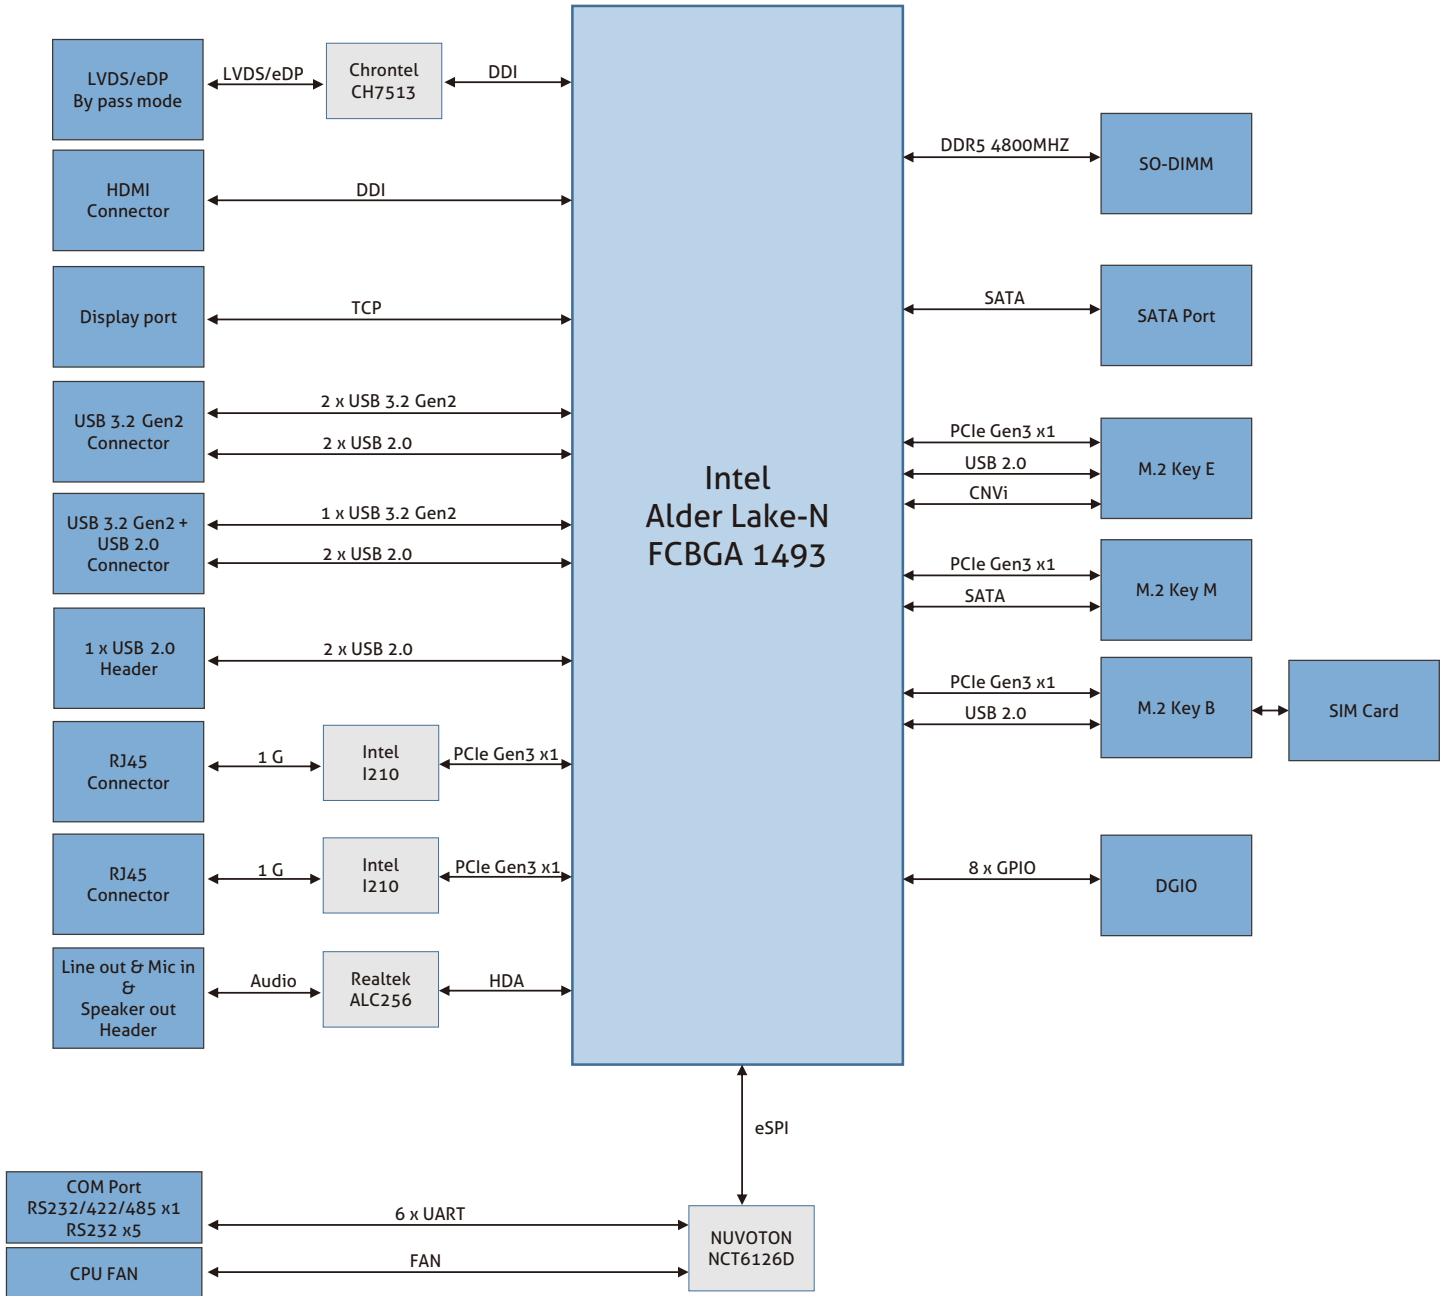 LVDS/eDP
By pass mode
LVDS/eDP
Chrontel
CH7513
DDI
HDMI
Connector
DDI
Display port
TCP
USB 3.2 Gen2
Connector
2 x USB 3.2 Gen2
2 x USB 2.0
USB 3.2 Gen2 +
USB 2.0
Connector
1 x USB 3.2 Gen2
2 x USB 2.0
1 x USB 2.0
Header
2 x USB 2.0
RJ45
Connector
1 G
Intel
I210
PCIe Gen3 x1
RJ45
Connector
1 G
Intel
I210
PCIe Gen3 x1
Line out & Mic in
&
Speaker out
Header
Audio
Realtek
ALC256
HDA
Intel
Alder Lake-N
FCBGA 1493
DDR5 4800MHZ
SO-DIMM
SATA
SATA Port
PCIe Gen3 x1
USB 2.0
CNVi
M.2 Key E
PCIe Gen3 x1
SATA
M.2 Key M
PCIe Gen3 x1
USB 2.0
M.2 Key B
SIM Card
8 x GPIO
DGIO
eSPI
COM Port
RS232/422/485 x1
RS232 x5
6 x UART
NUVOTON
NCT6126D
CPU FAN
FAN